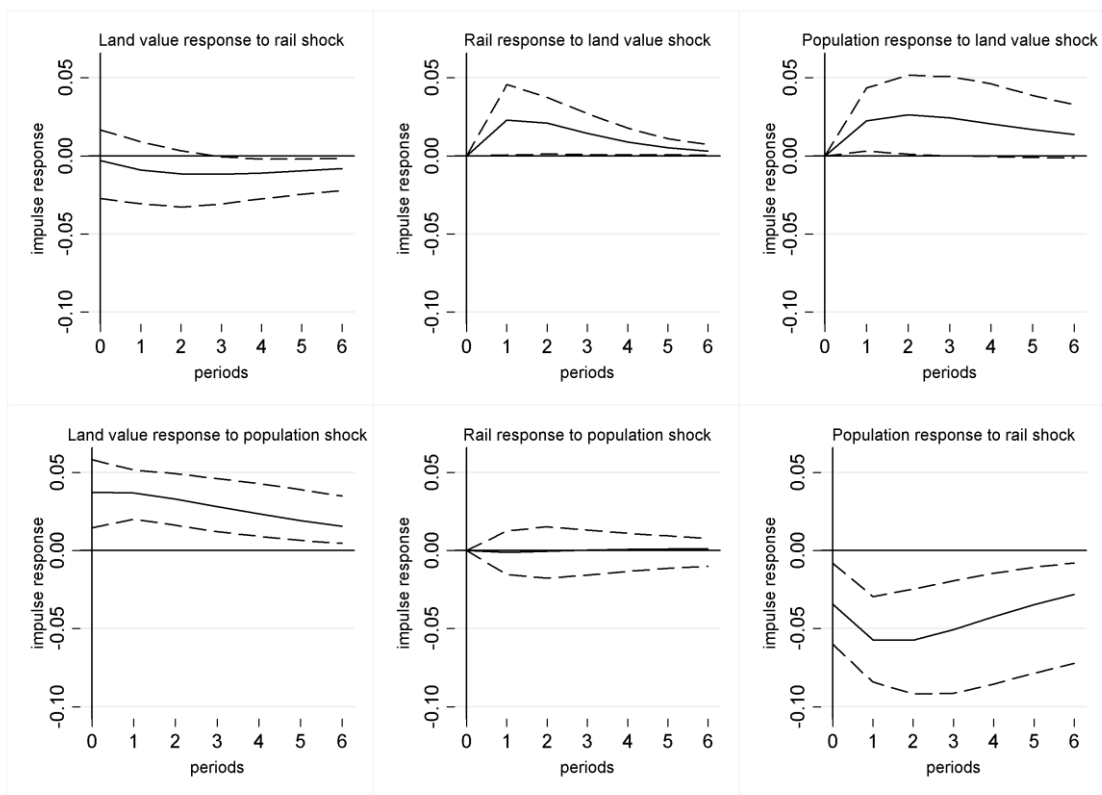 Land value response to rail shock
impulse response
0.05
0.00
-0.05
-0.10
0 1 2 3 4 5 6
periods
Rail response to land value shock
impulse response
0.05
0.00
-0.05
-0.10
0 1 2 3 4 5 6
periods
Population response to land value shock
impulse response
0.05
0.00
-0.05
-0.10
0 1 2 3 4 5 6
periods
Land value response to population shock
impulse response
0.05
0.00
-0.05
-0.10
0 1 2 3 4 5 6
periods
Rail response to population shock
impulse response
0.05
0.00
-0.05
-0.10
0 1 2 3 4 5 6
periods
Population response to rail shock
impulse response
0.05
0.00
-0.05
-0.10
0 1 2 3 4 5 6
periods